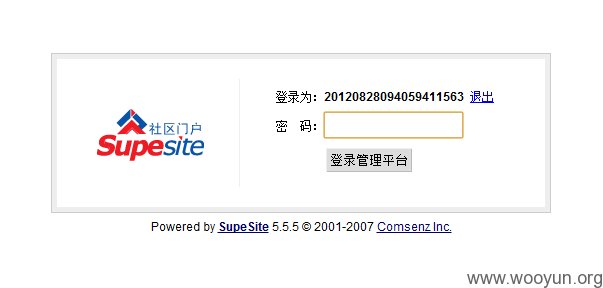 社区门户
Supesite
登录为：20120828094059411563 退出
密 码：
登录管理平台
Powered by SupeSite 5.5.5 © 2001-2007 Comsenz Inc.
www.wooyun.org